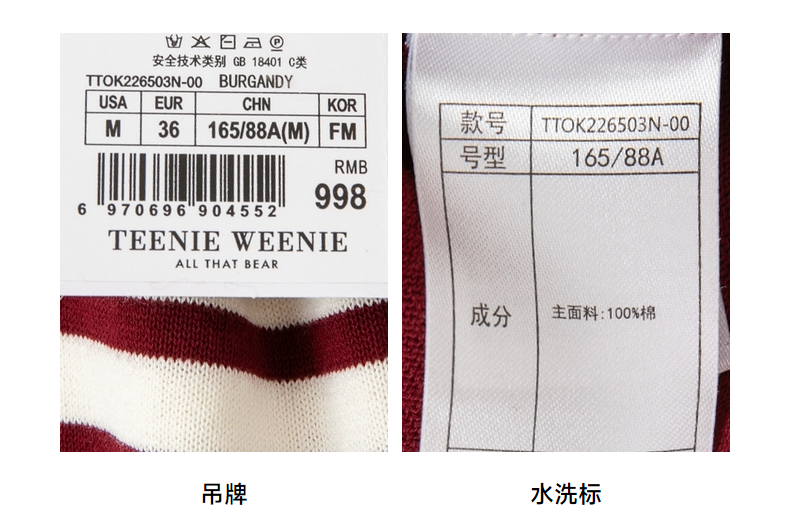 安全技术类别 GB 18401 C类
TTOK226503N-00 BURGANDY
USA EUR CHN KOR
M 36 165/88A(M) FM
RMB
998
6 970696 904552
TEENIE WEENIE
ALL THAT BEAR
款号 TTOK226503N-00
号型 165/88A
成分 主面料:100%棉
吊牌
水洗标